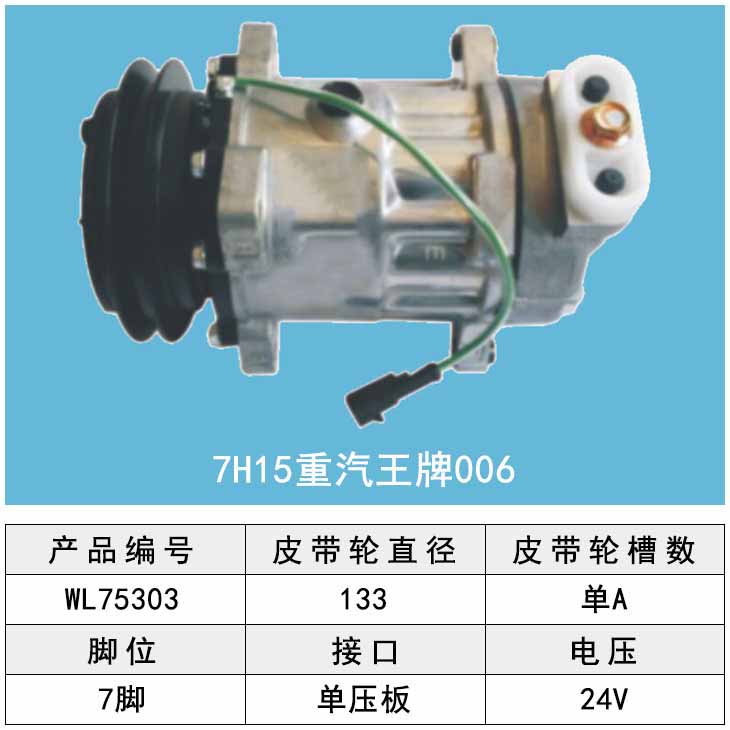 7H15重汽王牌006
产品编号 皮带轮直径 皮带轮槽数
WL75303 133 单A
脚位 接口 电压
7脚 单压板 24V